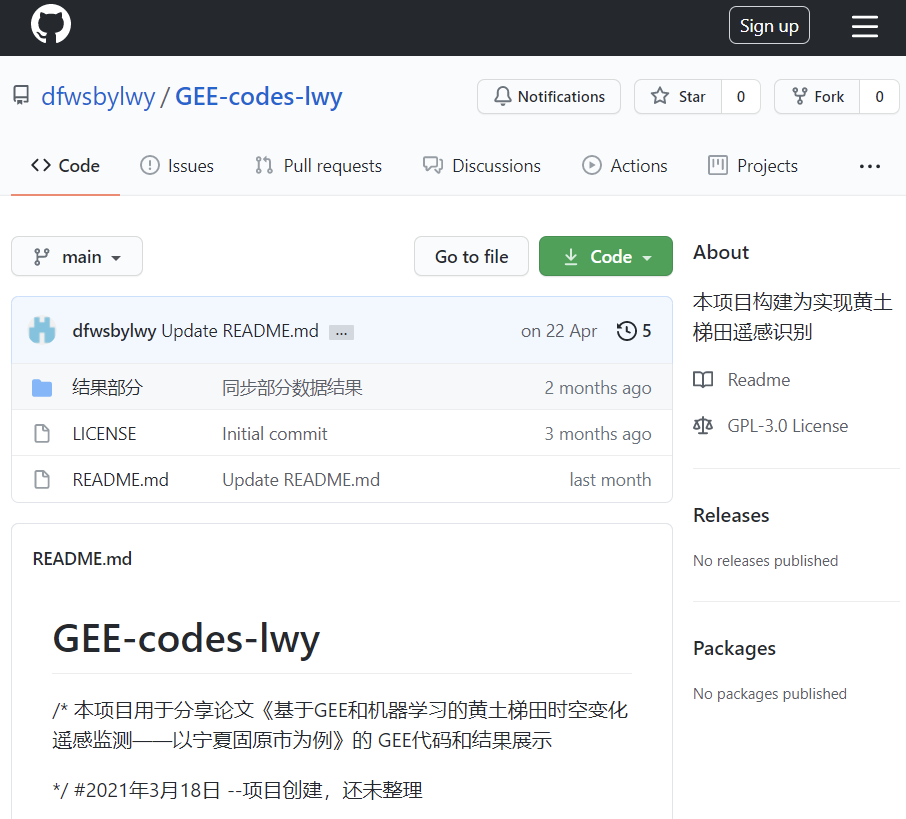 Sign up
dfwsbylwy / GEE-codes-lwy
Notifications
Star 0
Fork 0
Code
Issues
Pull requests
Discussions
Actions
Projects
...
main
Go to file
Code
dfwsbylwy Update README.md ... on 22 Apr 5
结果部分 同步部分数据结果 2 months ago
LICENSE Initial commit 3 months ago
README.md Update README.md last month
README.md
GEE-codes-lwy
/* 本项目用于分享论文《基于GEE和机器学习的黄土梯田时空变化
遥感监测——以宁夏固原市为例》的 GEE代码和结果展示
*/ #2021年3月18日 --项目创建，还未整理
About
本项目构建为实现黄土
梯田遥感识别
Readme
GPL-3.0 License
Releases
No releases published
Packages
No packages published